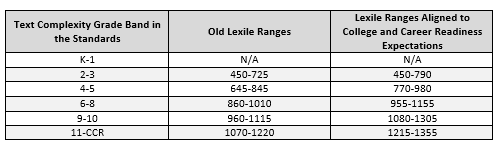 Text Complexity Grade Band in the Standards Old Lexile Ranges Lexile Ranges Aligned to College and Career Readiness Expectations
K-1 N/A N/A
2-3 450-725 450-790
4-5 645-845 770-980
6-8 860-1010 955-1155
9-10 960-1115 1080-1305
11-CCR 1070-1220 1215-1355